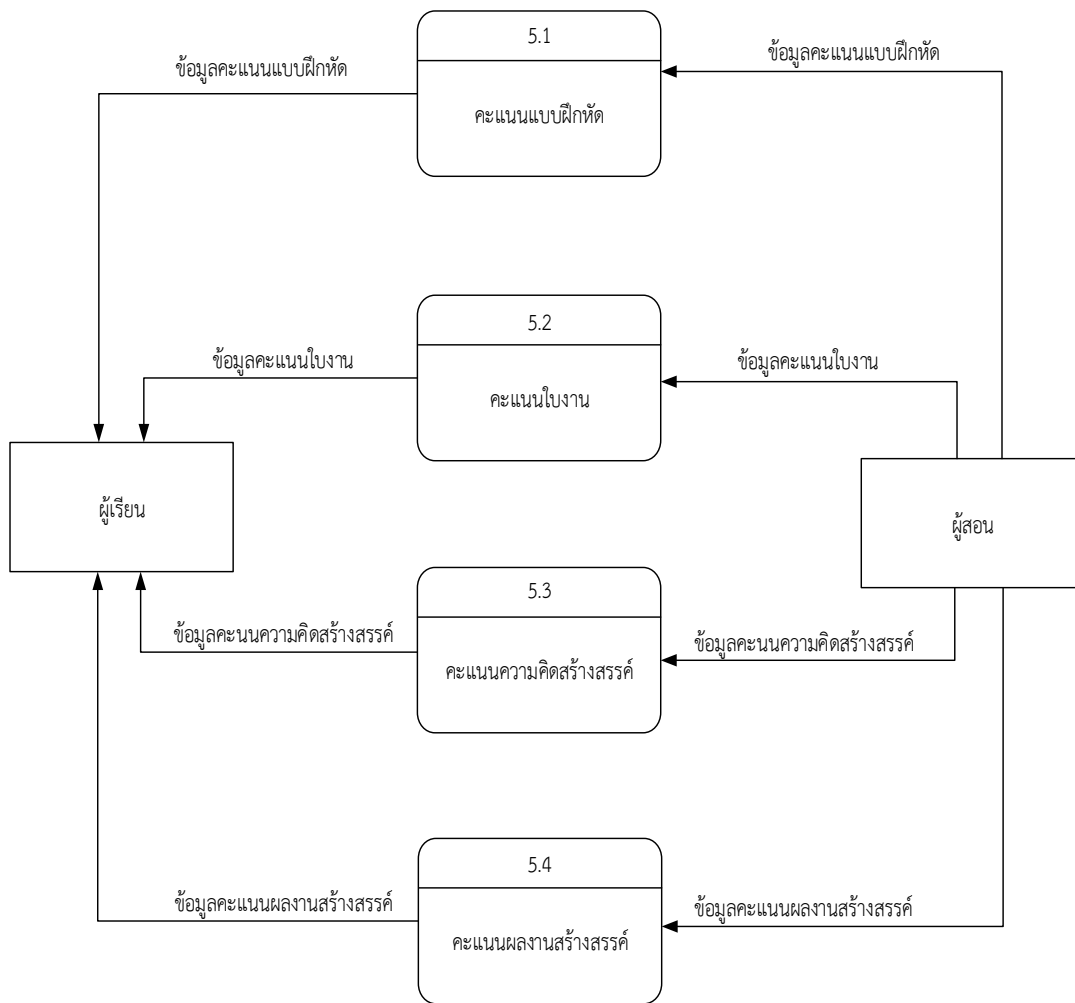 5.1
ข้อมูลคะแนนแบบฝึกหัด
ข้อมูลคะแนนแบบฝึกหัด
คะแนนแบบฝึกหัด
5.2
ข้อมูลคะแนนใบงาน
ข้อมูลคะแนนใบงาน
คะแนนใบงาน
ผู้เรียน
ผู้สอน
5.3
ข้อมูลคะนนความคิดสร้างสรรค์
ข้อมูลคะนนความคิดสร้างสรรค์
คะแนนความคิดสร้างสรรค์
5.4
ข้อมูลคะแนนผลงานสร้างสรรค์
ข้อมูลคะแนนผลงานสร้างสรรค์
คะแนนผลงานสร้างสรรค์